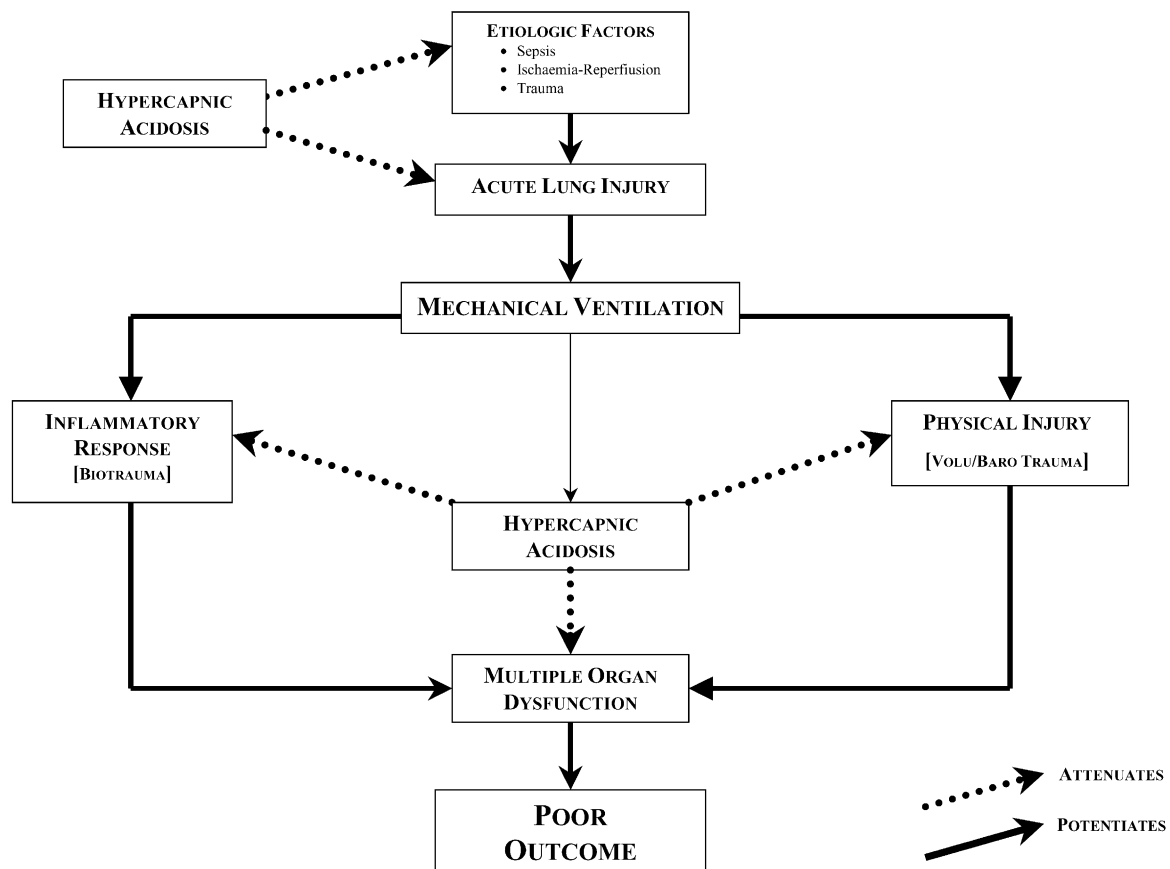 ETIOLOGIC FACTORS
• Sepsis
• Ischaemia-Reperfiusion
• Trauma
HYPERCAPNIC
ACIDOSIS
ACUTE LUNG INJURY
MECHANICAL VENTILATION
INFLAMMATORY
RESPONSE
[BIOTRAUMA]
PHYSICAL INJURY
[VOLU/BARO TRAUMA]
HYPERCAPNIC
ACIDOSIS
MULTIPLE ORGAN
DYSFUNCTION
POOR
OUTCOME
ATTENUATES
POTENTIATES